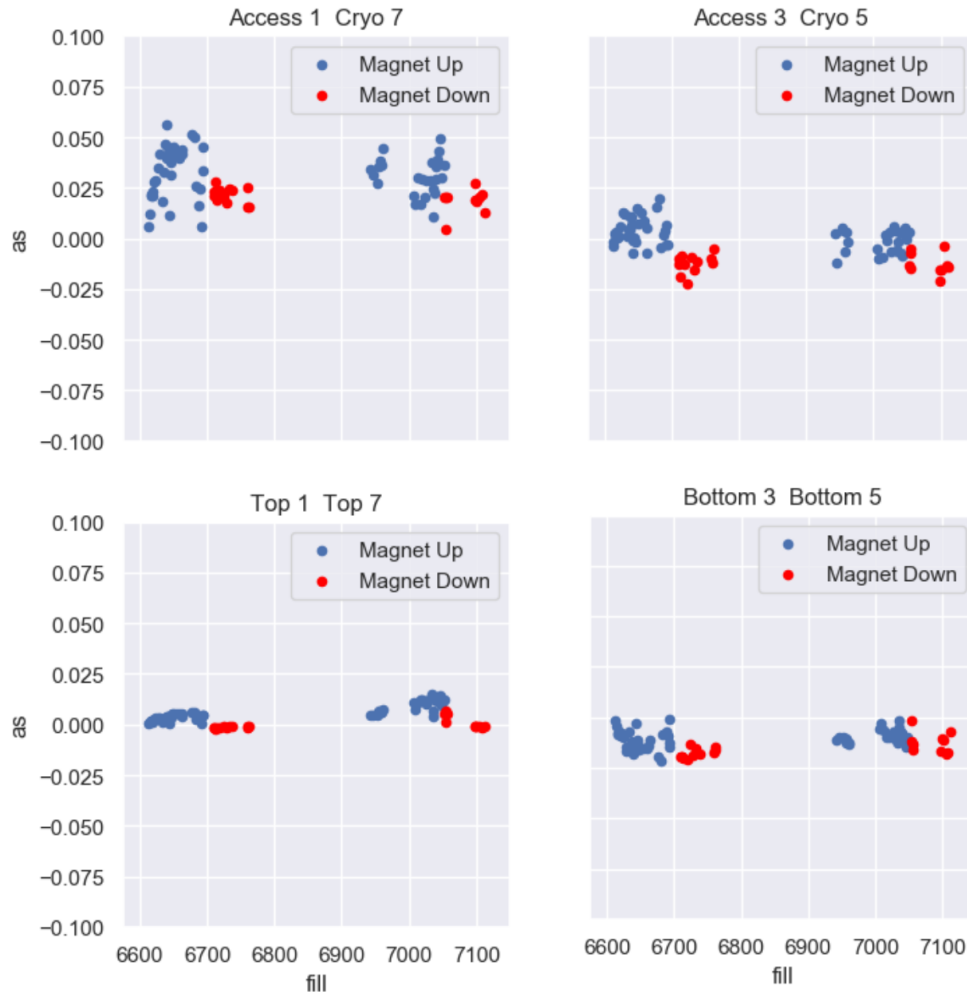 Access 1 Cryo 7
Access 3 Cryo 5
0.100
0.075
0.050
0.025
0.000
−0.025
−0.050
−0.075
−0.100
as
Magnet Up
Magnet Down
Magnet Up
Magnet Down
Top 1 Top 7
Bottom 3 Bottom 5
0.100
0.075
0.050
0.025
0.000
−0.025
−0.050
−0.075
−0.100
as
Magnet Up
Magnet Down
Magnet Up
Magnet Down
6600 6700 6800 6900 7000 7100
fill
6600 6700 6800 6900 7000 7100
fill